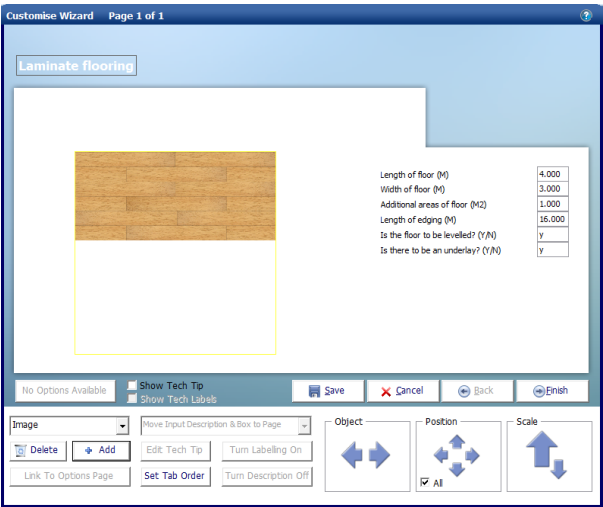 Customise Wizard Page 1 of 1 ?
Laminate flooring
Length of floor (M) 4.000
Width of floor (M) 3.000
Additional areas of floor (M2) 1.000
Length of edging (M) 16.000
Is the floor to be levelled? (Y/N) y
Is there to be an underlay? (Y/N) y
No Options Available
Show Tech Tip
Show Tech Labels
Save
Cancel
Back
Finish
Image
Move Input Description & Box to Page
Object
Position
Scale
Delete
Add
Edit Tech Tip
Turn Labelling On
Link To Options Page
Set Tab Order
Turn Description Off
All